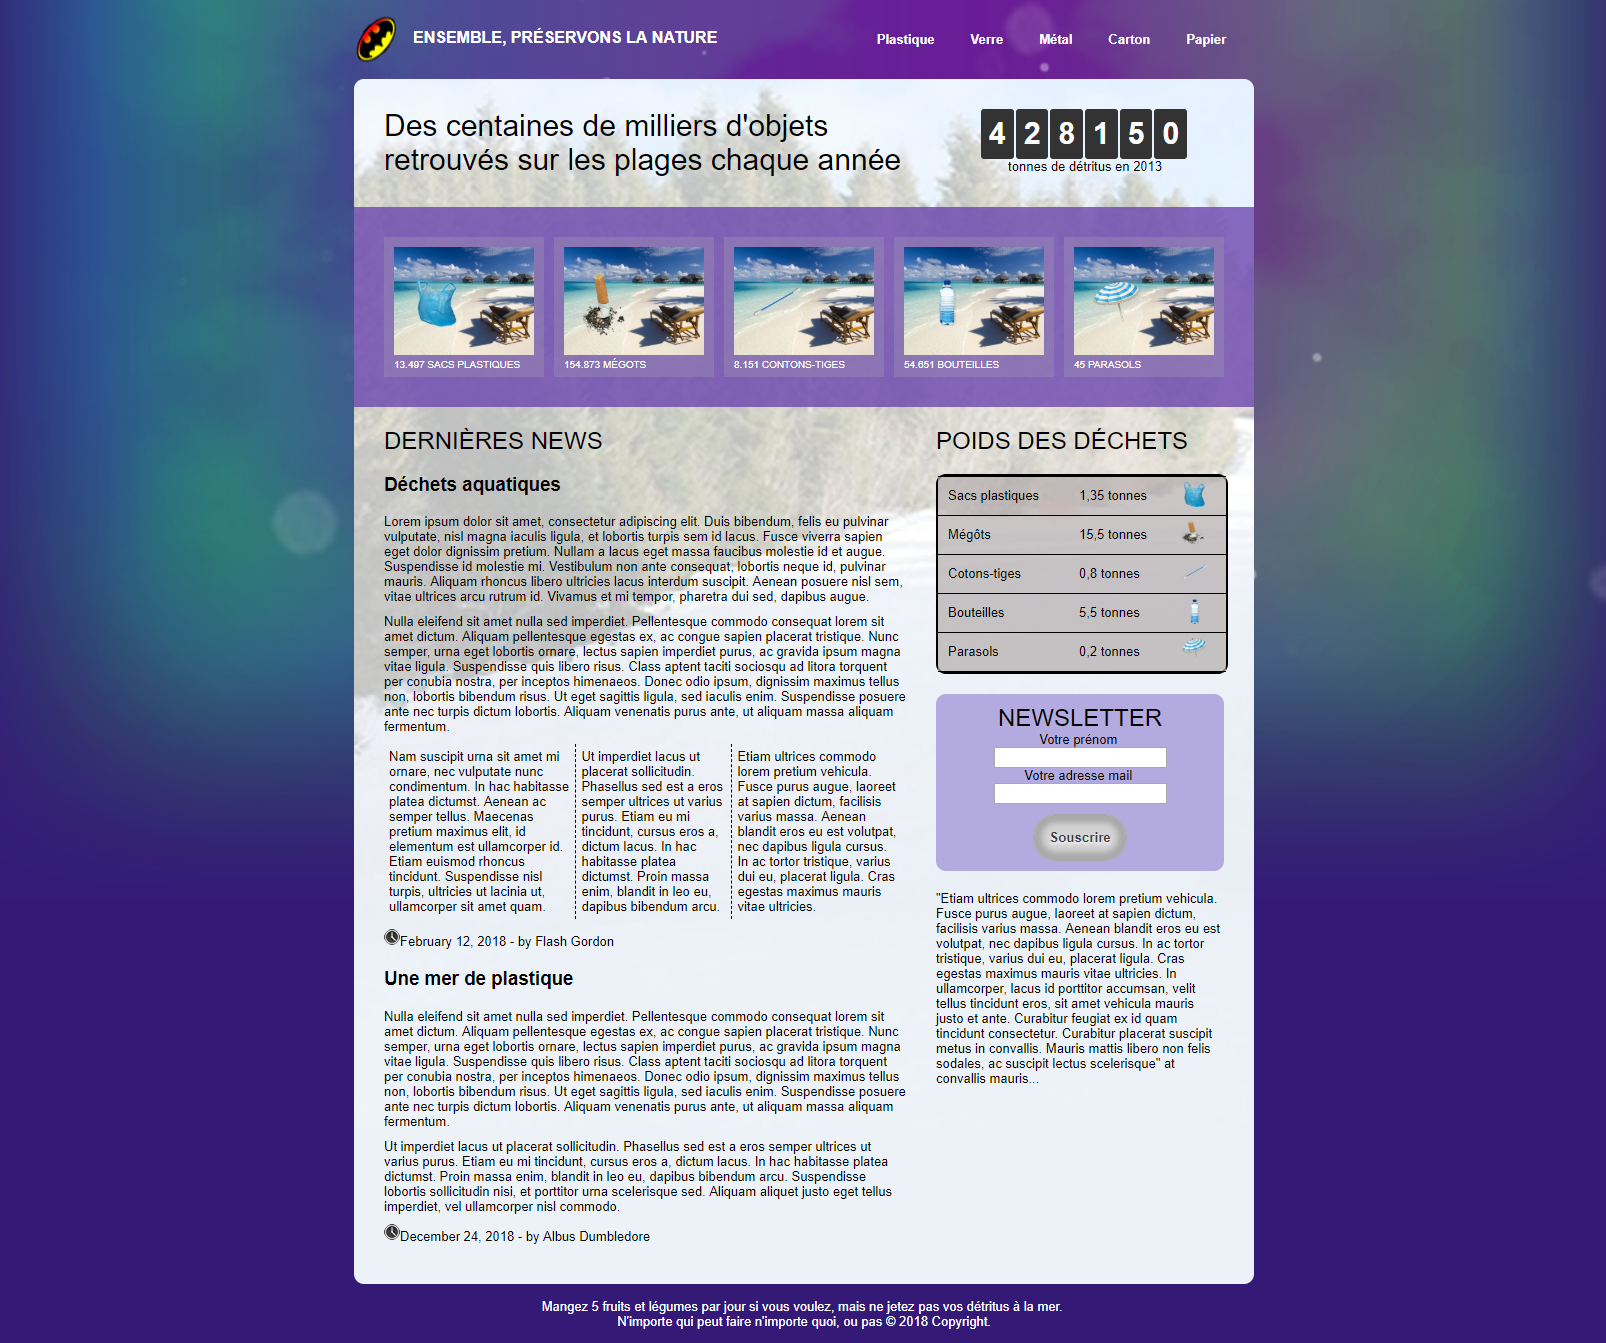 ENSEMBLE, PRÉSERVONS LA NATURE
Plastique Verre Métal Carton Papier
Des centaines de milliers d'objets
retrouvés sur les plages chaque année
428150
tonnes de détritus en 2013
13.497 SACS PLASTIQUES
154.873 MÉGOTS
8.151 CONTONS-TIGES
54.651 BOUTEILLES
45 PARASOLS
DERNIÈRES NEWS
Déchets aquatiques
Lorem ipsum dolor sit amet, consectetur adipiscing elit. Duis bibendum, felis eu pulvinar
vulputate, nisl magna iaculis ligula, et lobortis turpis sem id lacus. Fusce viverra sapien
eget dolor dignissim pretium. Nullam a lacus eget massa faucibus molestie id et augue.
Suspendisse id molestie mi. Vestibulum non ante consequat, lobortis neque id, pulvinar
mauris. Aliquam rhoncus libero ultricies lacus interdum suscipit. Aenean posuere nisl sem,
vitae ultrices arcu rutrum id. Vivamus et mi tempor, pharetra dui sed, dapibus augue.
Nulla eleifend sit amet nulla sed imperdiet. Pellentesque commodo consequat lorem sit
amet dictum. Aliquam pellentesque egestas ex, ac congue sapien placerat tristique. Nunc
semper, urna eget lobortis ornare, lectus sapien imperdiet purus, ac gravida ipsum magna
vitae ligula. Suspendisse quis libero risus. Class aptent taciti sociosqu ad litora torquent
per conubia nostra, per inceptos himenaeos. Donec odio ipsum, dignissim maximus tellus
non, lobortis bibendum risus. Ut eget sagittis ligula, sed iaculis enim. Suspendisse posuere
ante nec turpis dictum lobortis. Aliquam venenatis purus ante, ut aliquam massa aliquam
fermentum.
Nam suscipit urna sit amet mi
ornare, nec vulputate nunc
condimentum. In hac habitasse
platea dictumst. Aenean ac
semper tellus. Maecenas
pretium maximus elit, id
elementum est ullamcorper id.
Etiam euismod rhoncus
tincidunt. Suspendisse nisl
turpis, ultricies ut lacinia ut,
ullamcorper sit amet quam.
Ut imperdiet lacus ut
placerat sollicitudin.
Phasellus sed est a eros
semper ultrices ut varius
purus. Etiam eu mi
tincidunt, cursus eros a,
dictum lacus. In hac
habitasse platea
dictumst. Proin massa
enim, blandit in leo eu,
dapibus bibendum arcu.
Etiam ultrices commodo
lorem pretium vehicula.
Fusce purus augue, laoreet
at sapien dictum, facilisis
varius massa. Aenean
blandit eros eu est volutpat,
nec dapibus ligula cursus.
In ac tortor tristique, varius
dui eu, placerat ligula. Cras
egestas maximus mauris
vitae ultricies.
February 12, 2018 - by Flash Gordon
Une mer de plastique
Nulla eleifend sit amet nulla sed imperdiet. Pellentesque commodo consequat lorem sit
amet dictum. Aliquam pellentesque egestas ex, ac congue sapien placerat tristique. Nunc
semper, urna eget lobortis ornare, lectus sapien imperdiet purus, ac gravida ipsum magna
vitae ligula. Suspendisse quis libero risus. Class aptent taciti sociosqu ad litora torquent
per conubia nostra, per inceptos himenaeos. Donec odio ipsum, dignissim maximus tellus
non, lobortis bibendum risus. Ut eget sagittis ligula, sed iaculis enim. Suspendisse posuere
ante nec turpis dictum lobortis. Aliquam venenatis purus ante, ut aliquam massa aliquam
fermentum.
Ut imperdiet lacus ut placerat sollicitudin. Phasellus sed est a eros semper ultrices ut
varius purus. Etiam eu mi tincidunt, cursus eros a, dictum lacus. In hac habitasse platea
dictumst. Proin massa enim, blandit in leo eu, dapibus bibendum arcu. Suspendisse
lobortis sollicitudin nisi, et porttitor urna scelerisque sed. Aliquam aliquet justo eget tellus
imperdiet, vel ullamcorper nisl commodo.
December 24, 2018 - by Albus Dumbledore
POIDS DES DÉCHETS
Sacs plastiques 1,35 tonnes
Mégôts 15,5 tonnes
Cotons-tiges 0,8 tonnes
Bouteilles 5,5 tonnes
Parasols 0,2 tonnes
NEWSLETTER
Votre prénom
Votre adresse mail
Souscrire
"Etiam ultrices commodo lorem pretium vehicula.
Fusce purus augue, laoreet at sapien dictum,
facilisis varius massa. Aenean blandit eros eu est
volutpat, nec dapibus ligula cursus. In ac tortor
tristique, varius dui eu, placerat ligula. Cras
egestas maximus mauris vitae ultricies. In
ullamcorper, lacus id porttitor accumsan, velit
tellus tincidunt eros, sit amet vehicula mauris
justo et ante. Curabitur feugiat ex id quam
tincidunt consectetur. Curabitur placerat suscipit
metus in convallis. Mauris mattis libero non felis
sodales, ac suscipit lectus scelerisque" at
convallis mauris...
Mangez 5 fruits et légumes par jour si vous voulez, mais ne jetez pas vos détritus à la mer.
N'importe qui peut faire n'importe quoi, ou pas © 2018 Copyright.